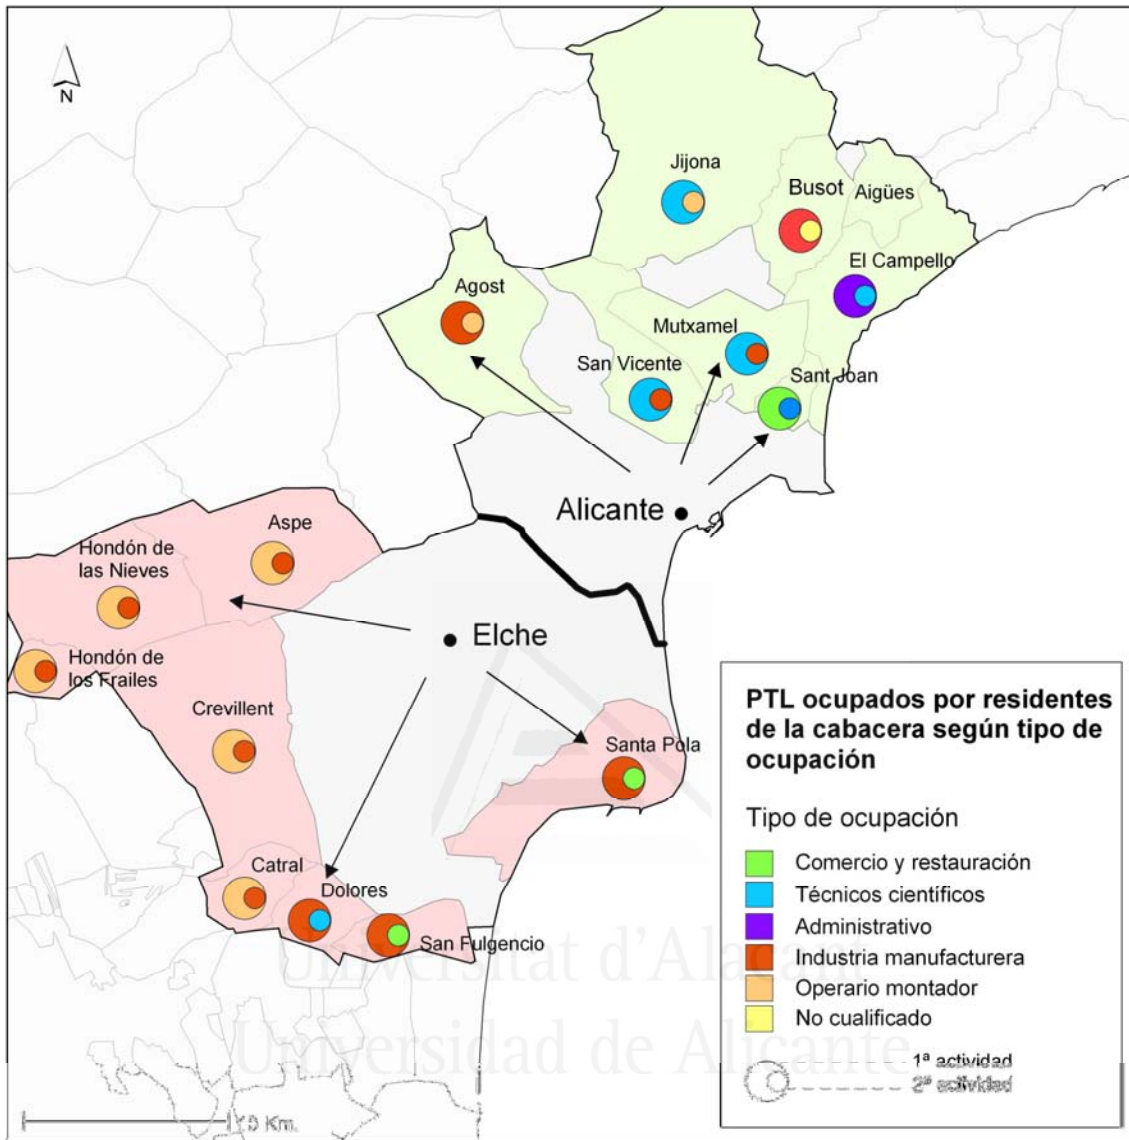 N
Jijona
Busot
Aigües
El Campello
Agost
Mutxamel
San Vicente
Sant Joan
Alicante
Aspe
Hondón de
las Nieves
Elche
Hondón de
los Frailes
Crevillent
Santa Pola
Catral
Dolores
San Fulgencio
PTL ocupados por residentes
de la cabacera según tipo de
ocupación
Tipo de ocupación
Comercio y restauración
Técnicos científicos
Administrativo
Industria manufacturera
Operario montador
No cualificado
1ª actividad
2ª actividad
Km.
Universitat d'Alacant
Universidad de Alicante